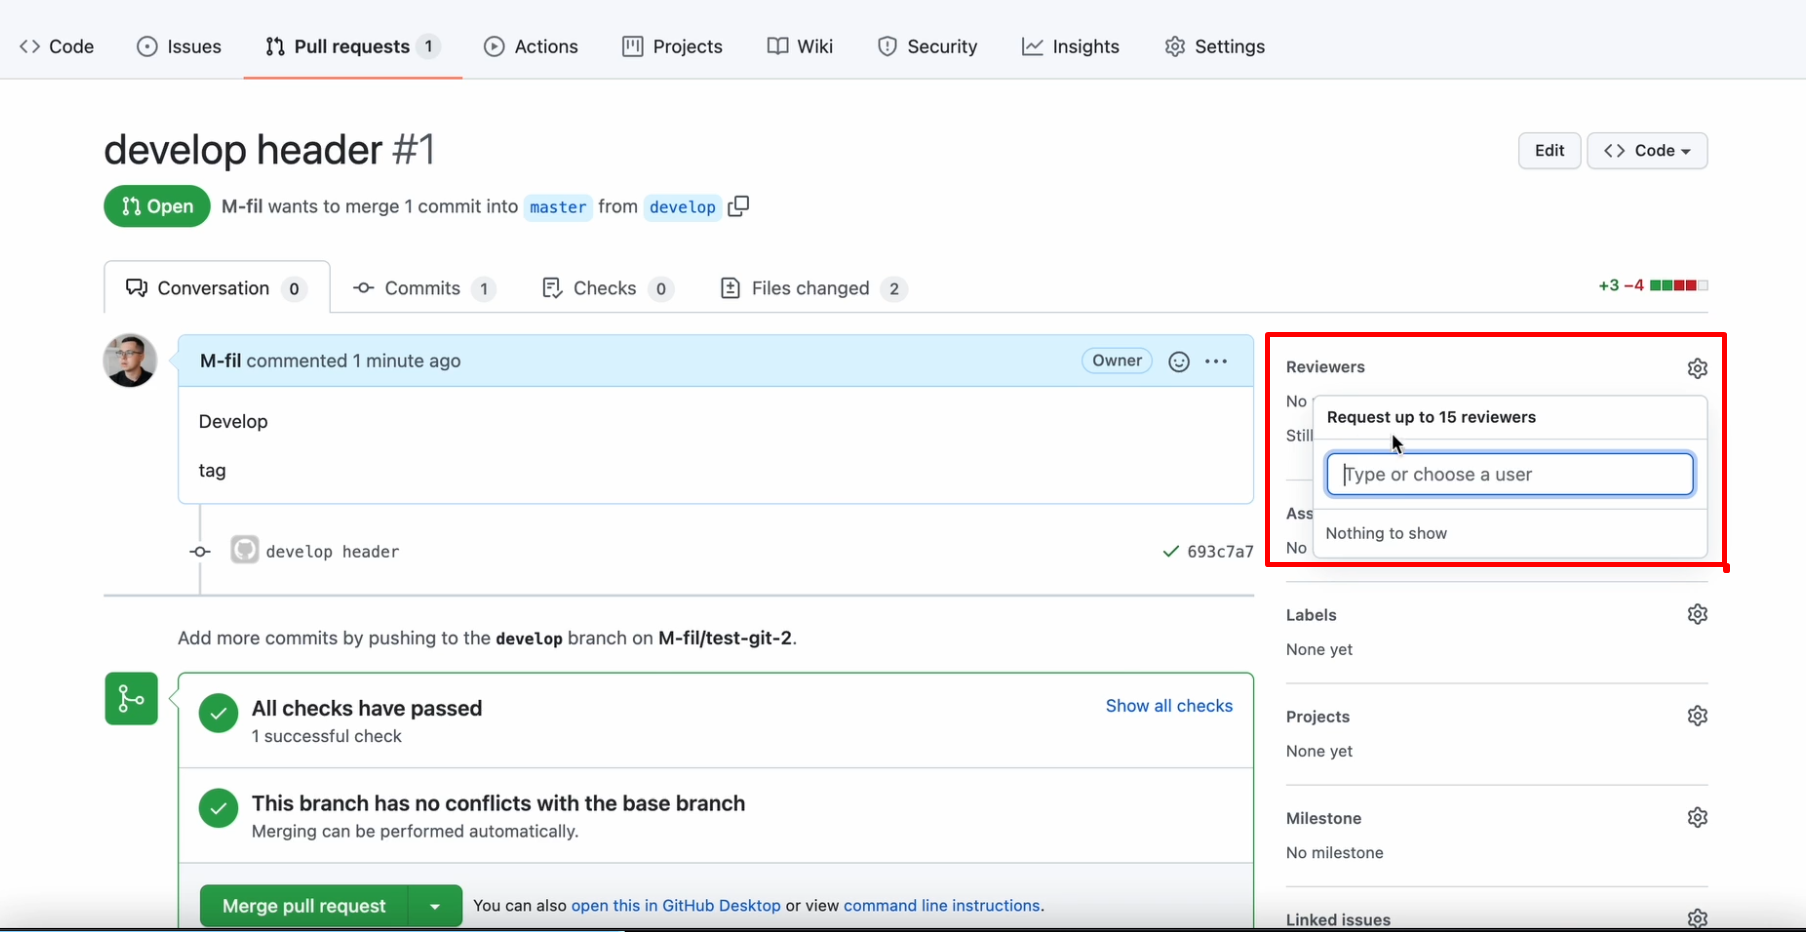 Code Issues Pull requests 1 Actions Projects Wiki Security Insights Settings
develop header #1
Edit Code
Open M-fil wants to merge 1 commit into master from develop
Conversation 0 Commits 1 Checks 0 Files changed 2
+3 −4
M-fil commented 1 minute ago Owner
Develop
tag
Reviewers
No
Request up to 15 reviewers
Still
Type or choose a user
Ass
Nothing to show
No
develop header 693c7a7
Labels
None yet
Add more commits by pushing to the develop branch on M-fil/test-git-2.
All checks have passed Show all checks
1 successful check
Projects
None yet
This branch has no conflicts with the base branch
Merging can be performed automatically.
Milestone
No milestone
Merge pull request You can also open this in GitHub Desktop or view command line instructions.
Linked issues